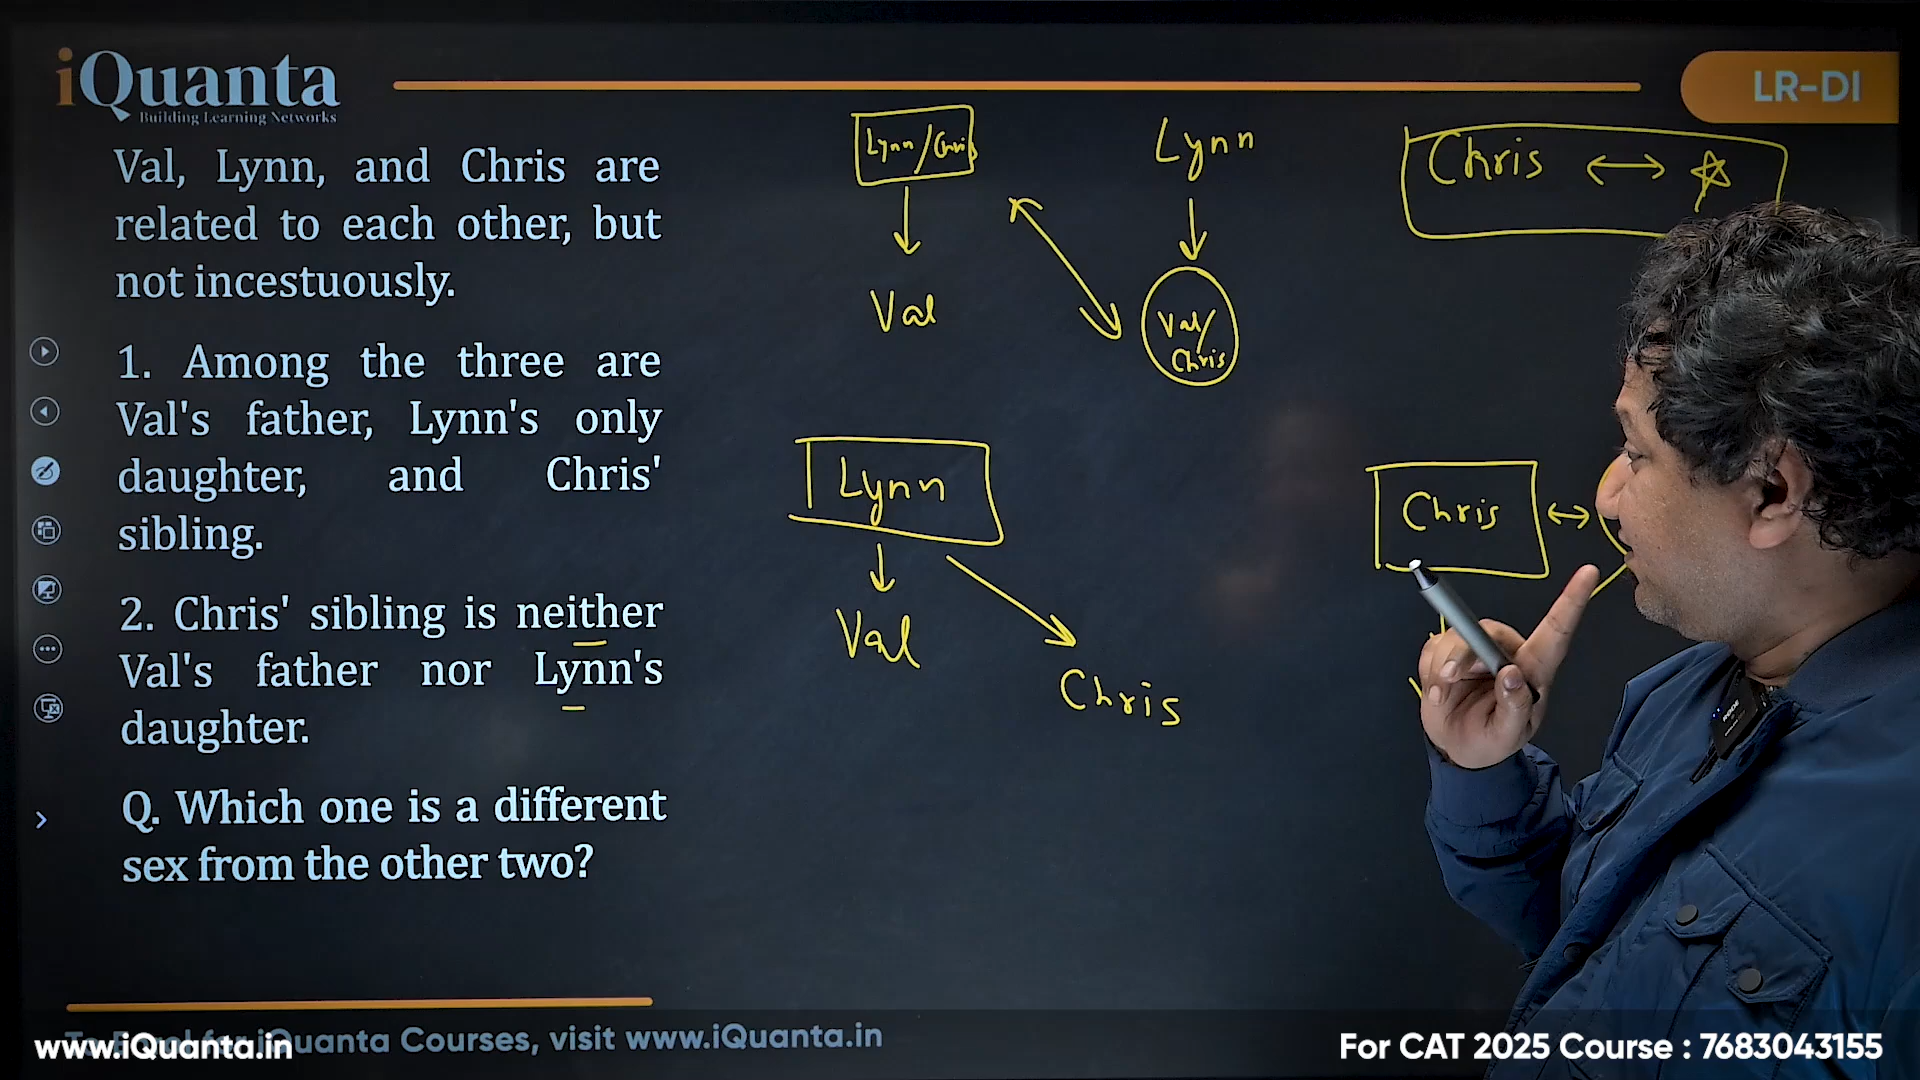 iQuanta
Building Learning Networks
LR-DI
Val, Lynn, and Chris are
related to each other, but
not incestuously.
1. Among the three are
Val's father, Lynn's only
daughter, and Chris'
sibling.
2. Chris' sibling is neither
Val's father nor Lynn's
daughter.
Q. Which one is a different
sex from the other two?
Lynn/Chris
Val
Lynn
Val/
Chris
Chris
Lynn
Val
Chris
Chris
iQuanta Courses, visit www.iQuanta.in
www.iQuanta.in
For CAT 2025 Course : 7683043155